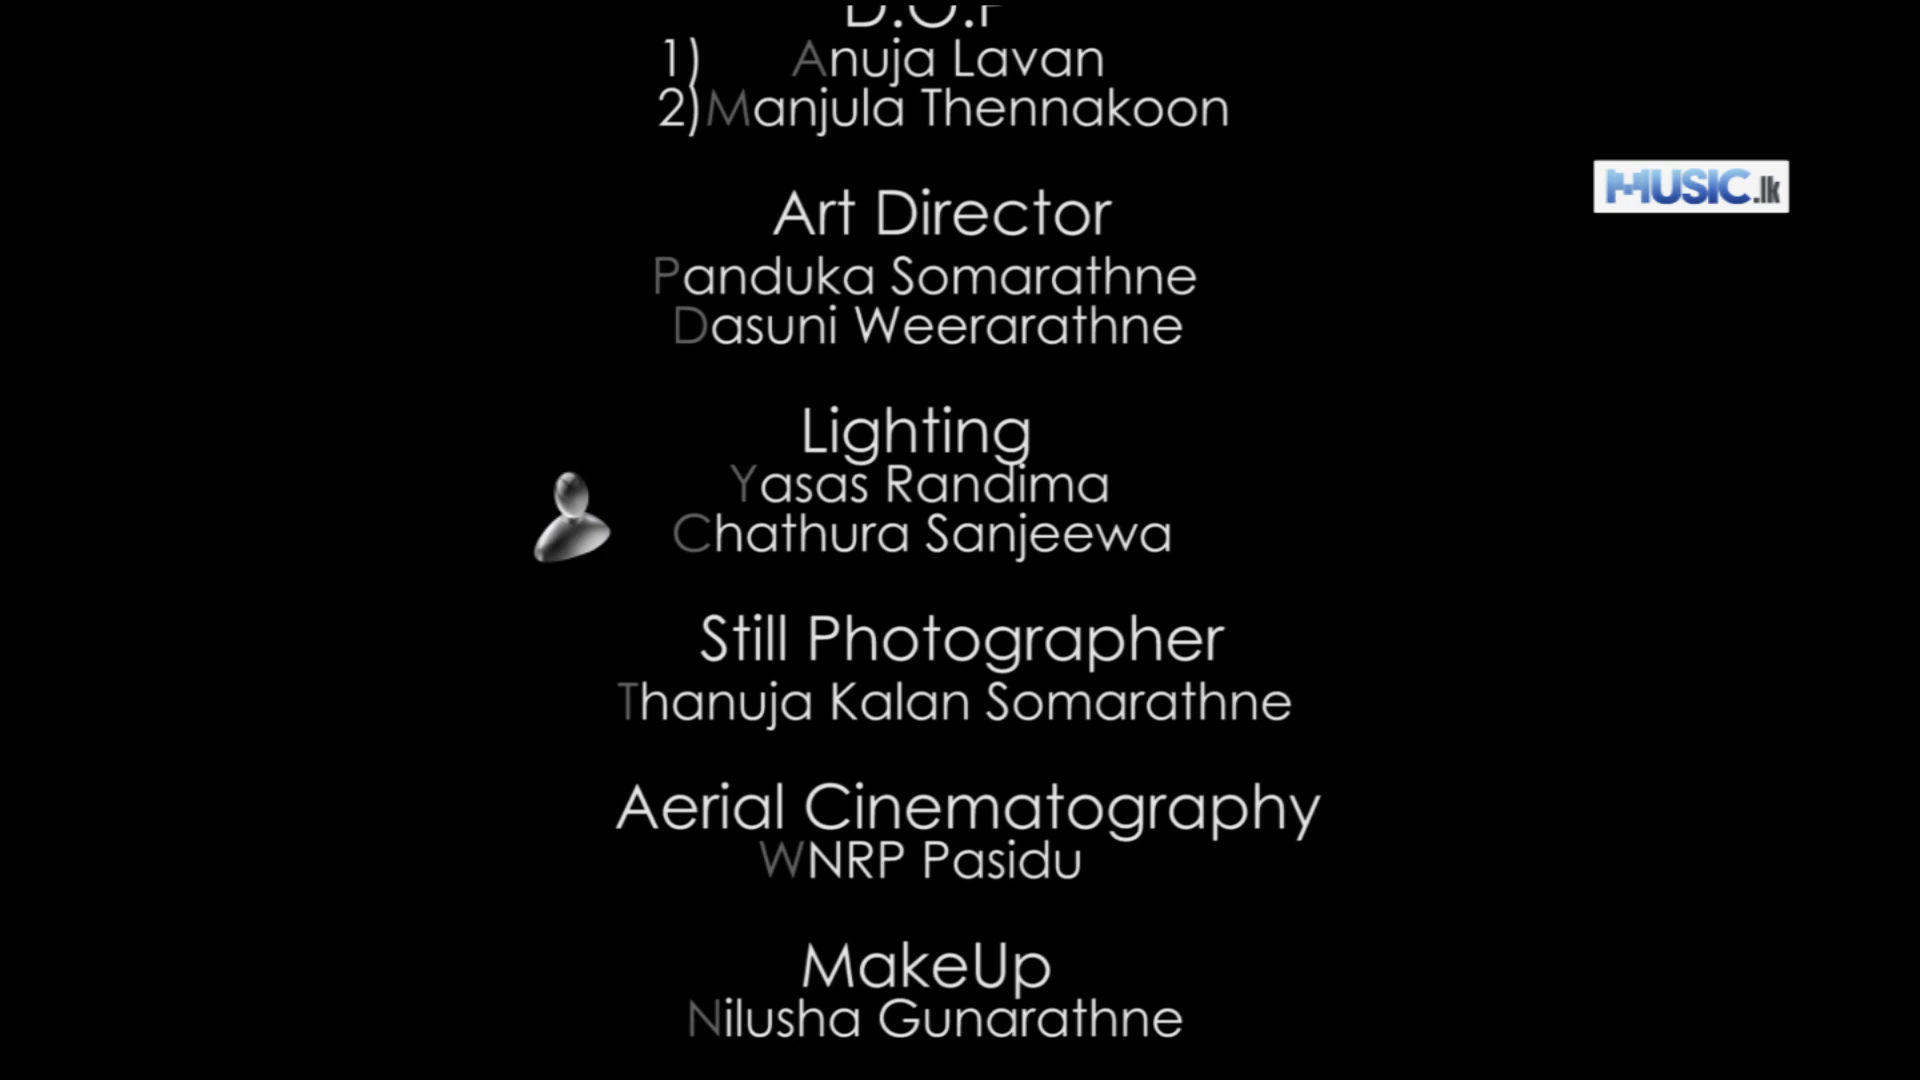 D.O.P
1) Anuja Lavan
2)Manjula Thennakoon
MUSIC.lk
Art Director
Panduka Somarathne
Dasuni Weerarathne
Lighting
Yasas Randima
Chathura Sanjeewa
Still Photographer
Thanuja Kalan Somarathne
Aerial Cinematography
WNRP Pasidu
MakeUp
Nilusha Gunarathne